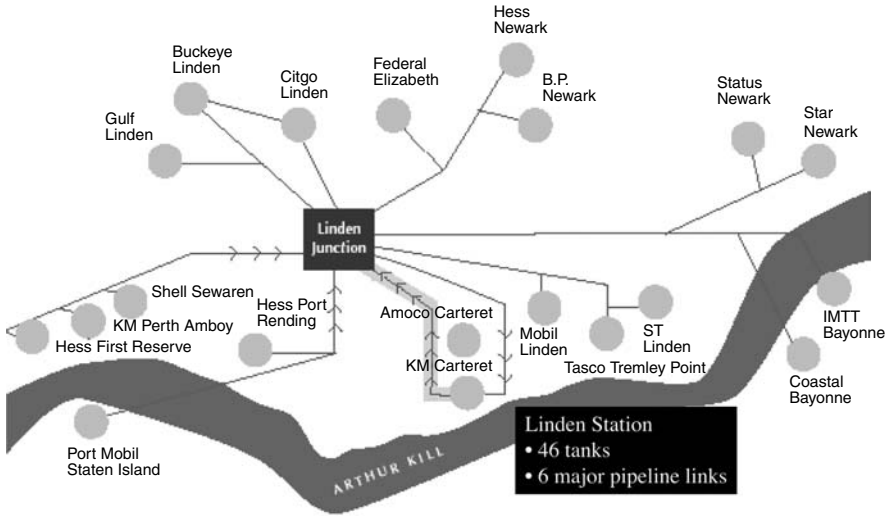 Hess
Newark
Buckeye
Linden
Citgo
Linden
Federal
Elizabeth
B.P.
Newark
Status
Newark
Star
Newark
Gulf
Linden
Linden
Junction
Shell Sewaren
KM Perth Amboy
Hess First Reserve
Hess Port
Rending
Amoco Carteret
KM Carteret
Mobil
Linden
ST
Linden
Tasco Tremley Point
IMTT
Bayonne
Coastal
Bayonne
Port Mobil
Staten Island
ARTHUR KILL
Linden Station
• 46 tanks
• 6 major pipeline links